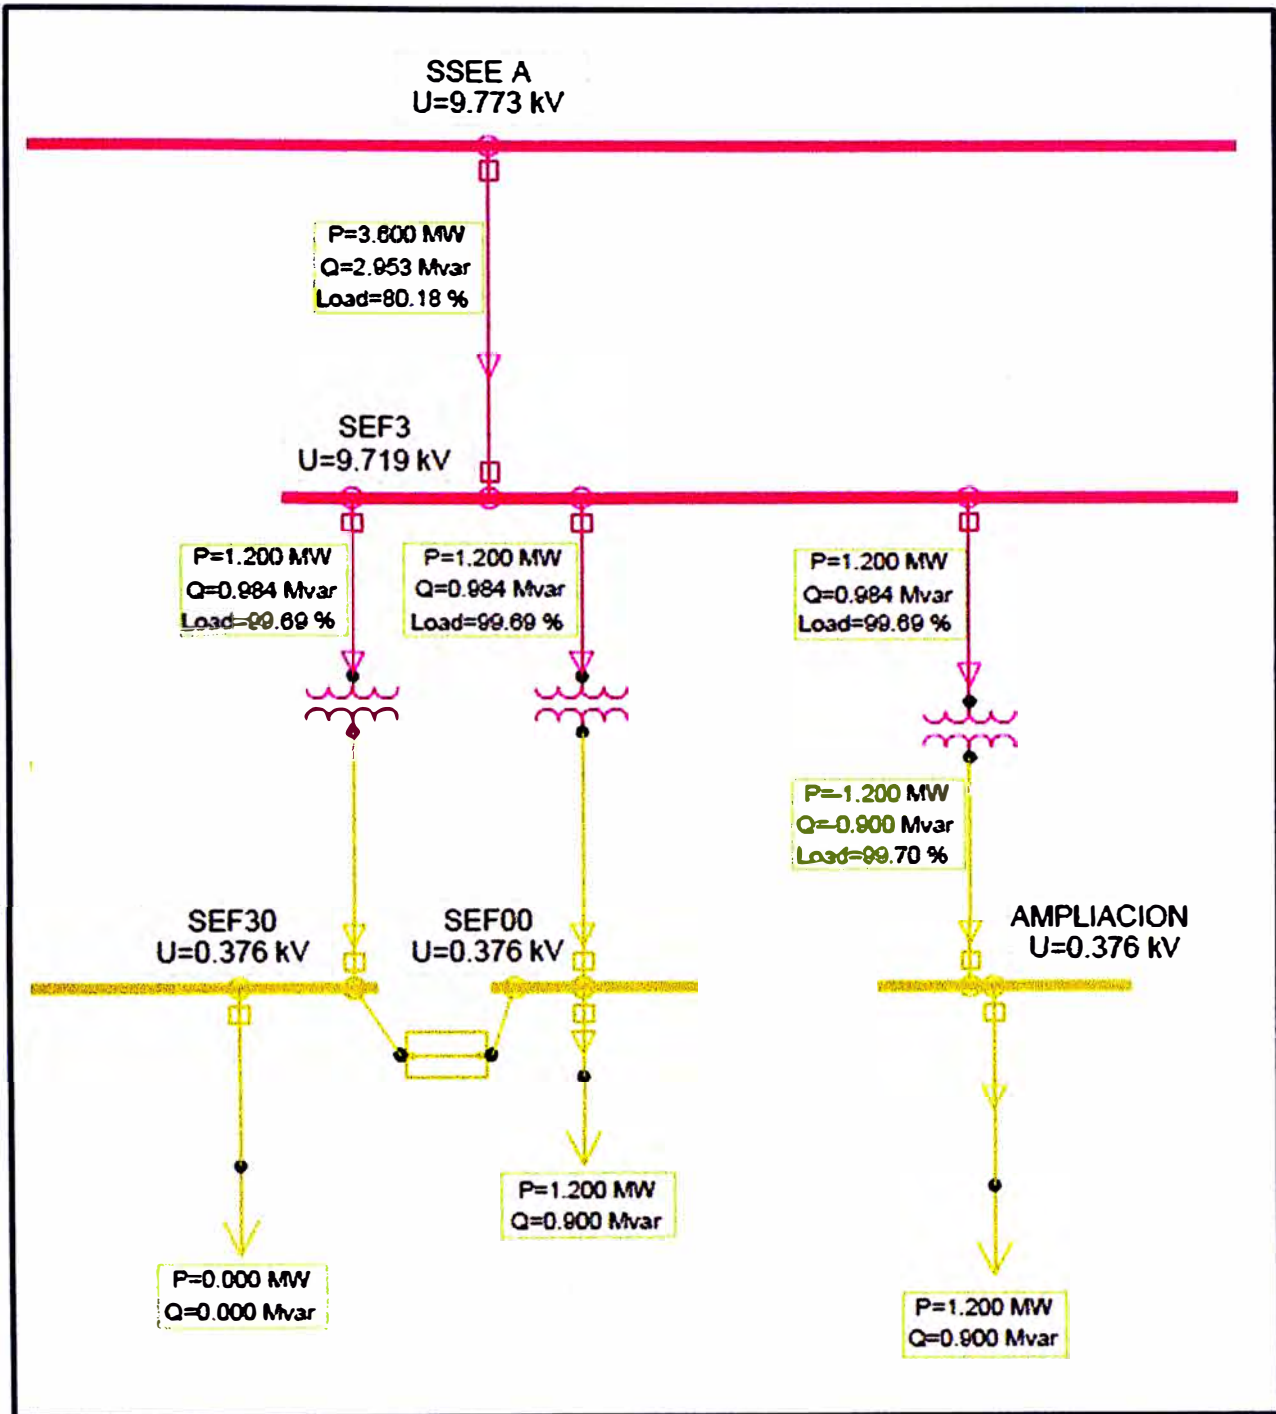 SSEE A
U=9.773 kV
P=3.600 MW
Q=2.953 Mvar
Load=80.18 %
SEF3
U=9.719 kV
P=1.200 MW
Q=0.984 Mvar
Load=99.69 %
P=1.200 MW
Q=0.984 Mvar
Load=99.69 %
P=1.200 MW
Q=0.984 Mvar
Load=99.69 %
P=-1.200 MW
Q=-0.900 Mvar
Load=99.70 %
SEF30
U=0.376 kV
SEF00
U=0.376 kV
AMPLIACION
U=0.376 kV
P=1.200 MW
Q=0.900 Mvar
P=0.000 MW
Q=0.000 Mvar
P=1.200 MW
Q=0.900 Mvar